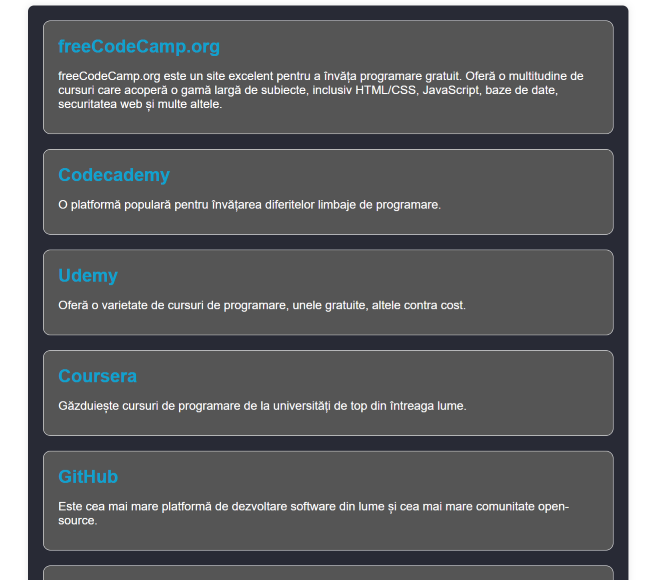 freeCodeCamp.org
freeCodeCamp.org este un site excelent pentru a învăța programare gratuit. Oferă o multitudine de
cursuri care acoperă o gamă largă de subiecte, inclusiv HTML/CSS, JavaScript, baze de date,
securitatea web și multe altele.
Codecademy
O platformă populară pentru învățarea diferitelor limbaje de programare.
Udemy
Oferă o varietate de cursuri de programare, unele gratuite, altele contra cost.
Coursera
Găzduiește cursuri de programare de la universități de top din întreaga lume.
GitHub
Este cea mai mare platformă de dezvoltare software din lume și cea mai mare comunitate open-
source.